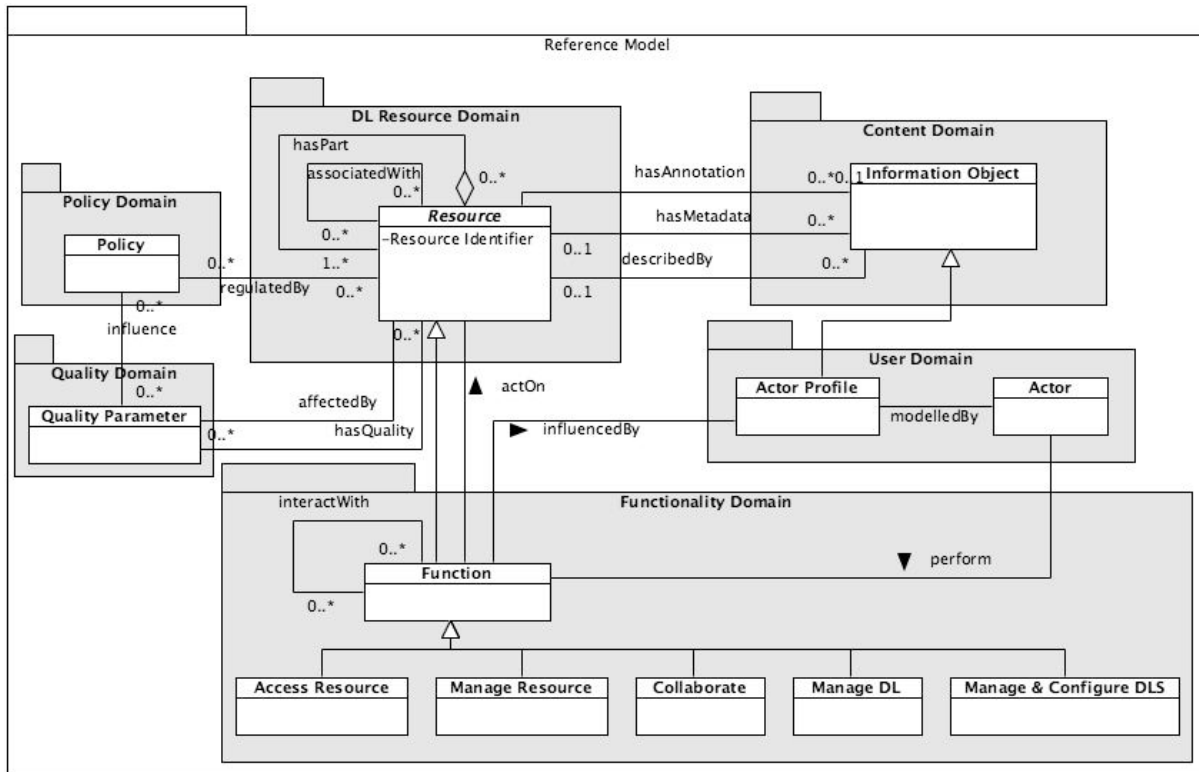 Reference Model
DL Resource Domain
Content Domain
hasPart
associatedWith
0..*
0..*
hasAnnotation
0..*
0..1
Information Object
Policy Domain
Policy
Resource
-Resource Identifier
hasMetadata
0..*
0..*
0..1
0..*
1..*
describedBy
0..*
regulatedBy
0..*
0..1
0..*
influence
0..*
Quality Domain
User Domain
0..*
actOn
Actor Profile
Actor
Quality Parameter
affectedBy
modelledBy
0..*
hasQuality
influencedBy
interactWith
Functionality Domain
0..*
Function
perform
0..*
Access Resource
Manage Resource
Collaborate
Manage DL
Manage & Configure DLS